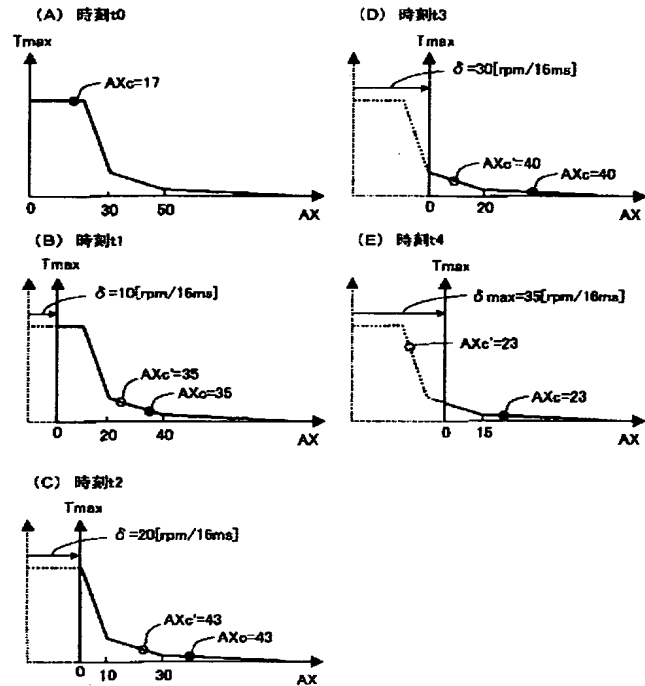 (A) 時刻t0
Tmax
AXc=17
0
30
50
AX
(B) 時刻t1
Tmax
δ=10[rpm/16ms]
AXc'=35
AXc=35
0
20
40
AX
(C) 時刻t2
Tmax
δ=20[rpm/16ms]
AXc'=43
AXc=43
0
10
30
AX
(D) 時刻t3
Tmax
δ=30[rpm/16ms]
AXc'=40
AXc=40
0
20
AX
(E) 時刻t4
Tmax
δmax=35[rpm/16ms]
AXc'=23
AXc=23
0
15
AX